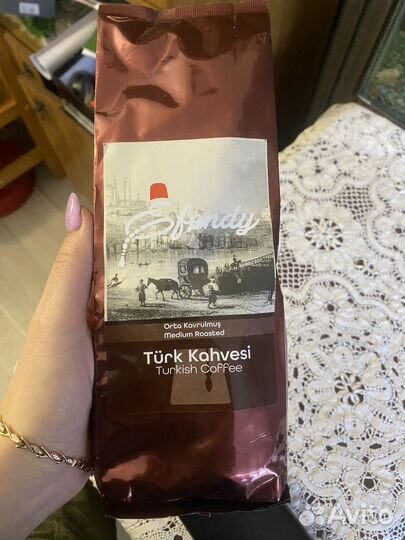 Efendy
Orta Kavrulmuş
Medium Roasted
Türk Kahvesi
Turkish Coffee
Avito